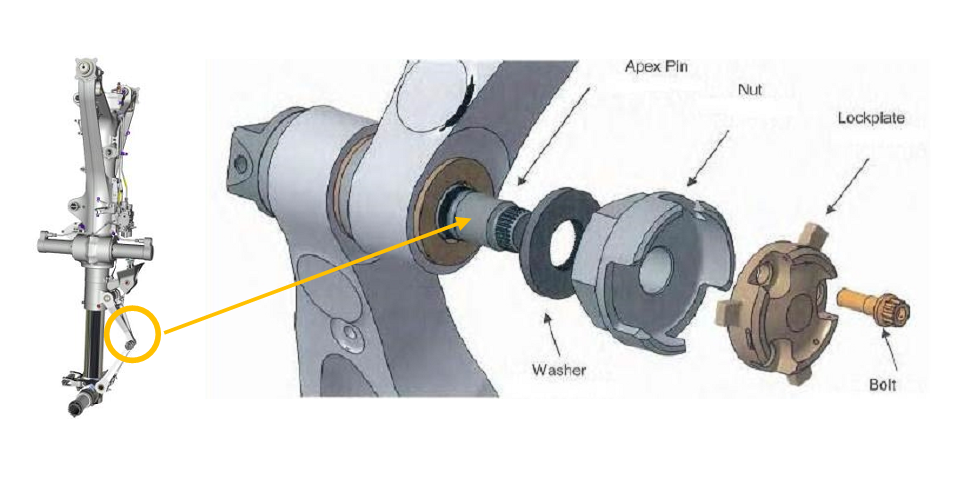 Apex Pin
Nut
Lockplate
Washer
Bolt